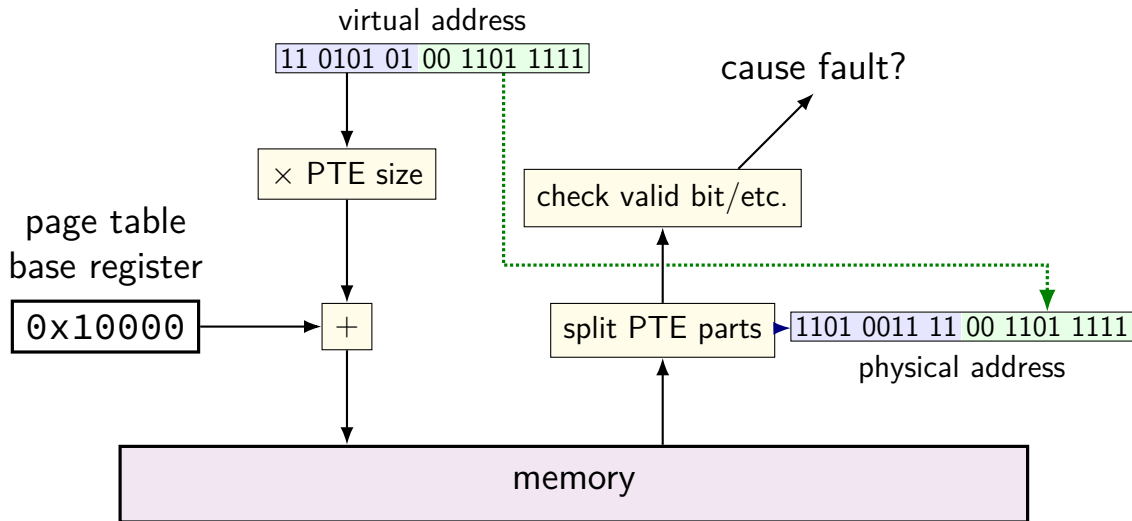 virtual address
11 0101 01 00 1101 1111
cause fault?
× PTE size
check valid bit/etc.
page table
base register
0x10000
+
split PTE parts
1101 0011 11 00 1101 1111
physical address
memory